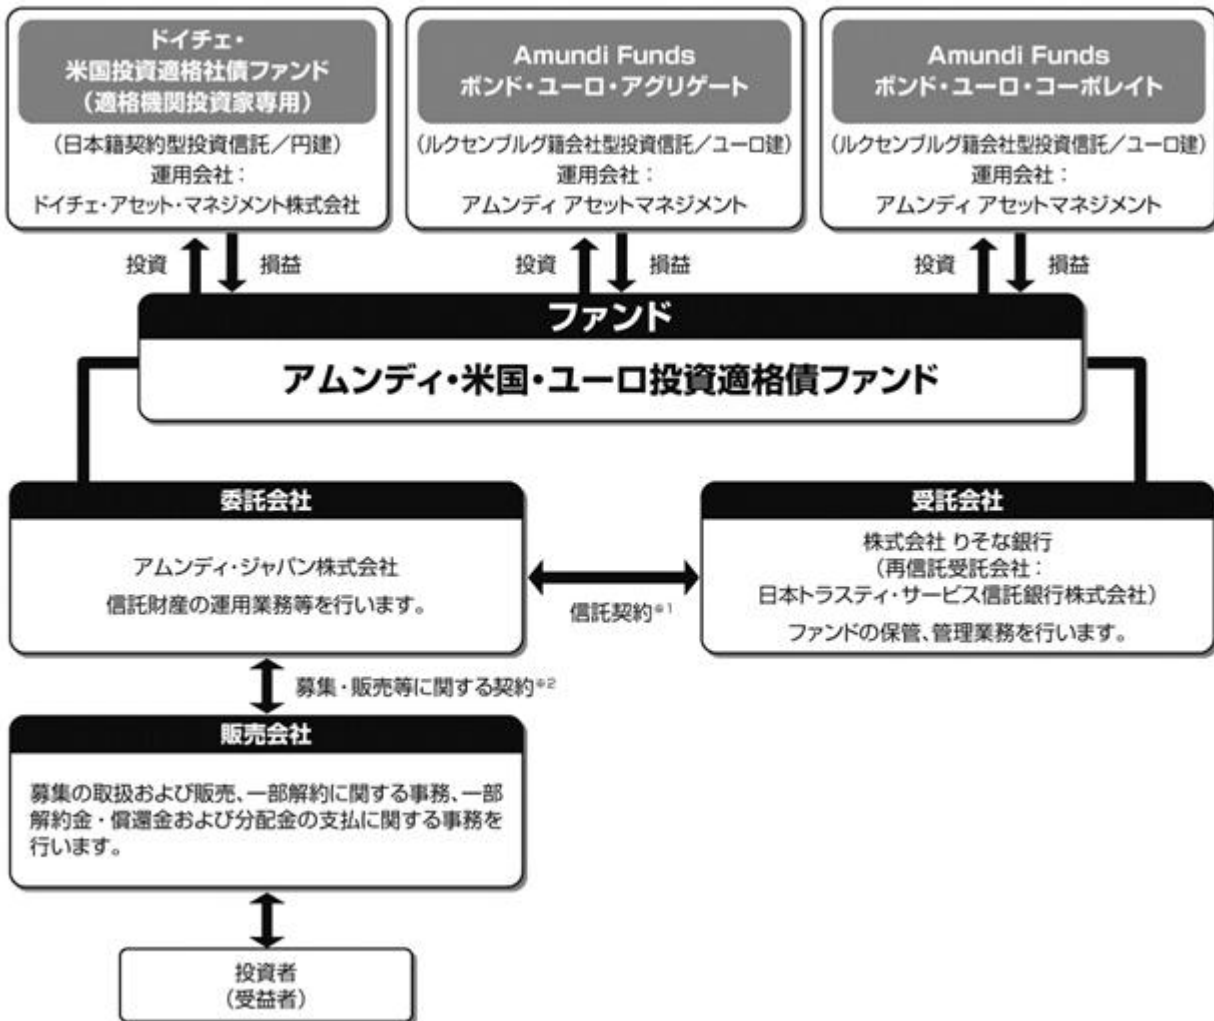 ドイチェ・
米国投資適格社債ファンド
(適格機関投資家専用)
(日本籍契約型投資信託／円建)
運用会社：
ドイチェ・アセット・マネジメント株式会社
Amundi Funds
ボンド・ユーロ・アグリゲート
(ルクセンブルグ籍会社型投資信託／ユーロ建)
運用会社：
アムンディ アセットマネジメント
Amundi Funds
ボンド・ユーロ・コーポレイト
(ルクセンブルグ籍会社型投資信託／ユーロ建)
運用会社：
アムンディ アセットマネジメント
投資 損益
投資 損益
投資 損益
ファンド
アムンディ・米国・ユーロ投資適格債ファンド
委託会社
アムンディ・ジャパン株式会社
信託財産の運用業務等を行います。
信託契約※1
受託会社
株式会社 りそな銀行
(再信託受託会社：
日本トラスティ・サービス信託銀行株式会社)
ファンドの保管、管理業務を行います。
募集・販売等に関する契約※2
販売会社
募集の取扱および販売、一部解約に関する事務、一部
解約金・償還金および分配金の支払に関する事務を
行います。
投資者
(受益者)